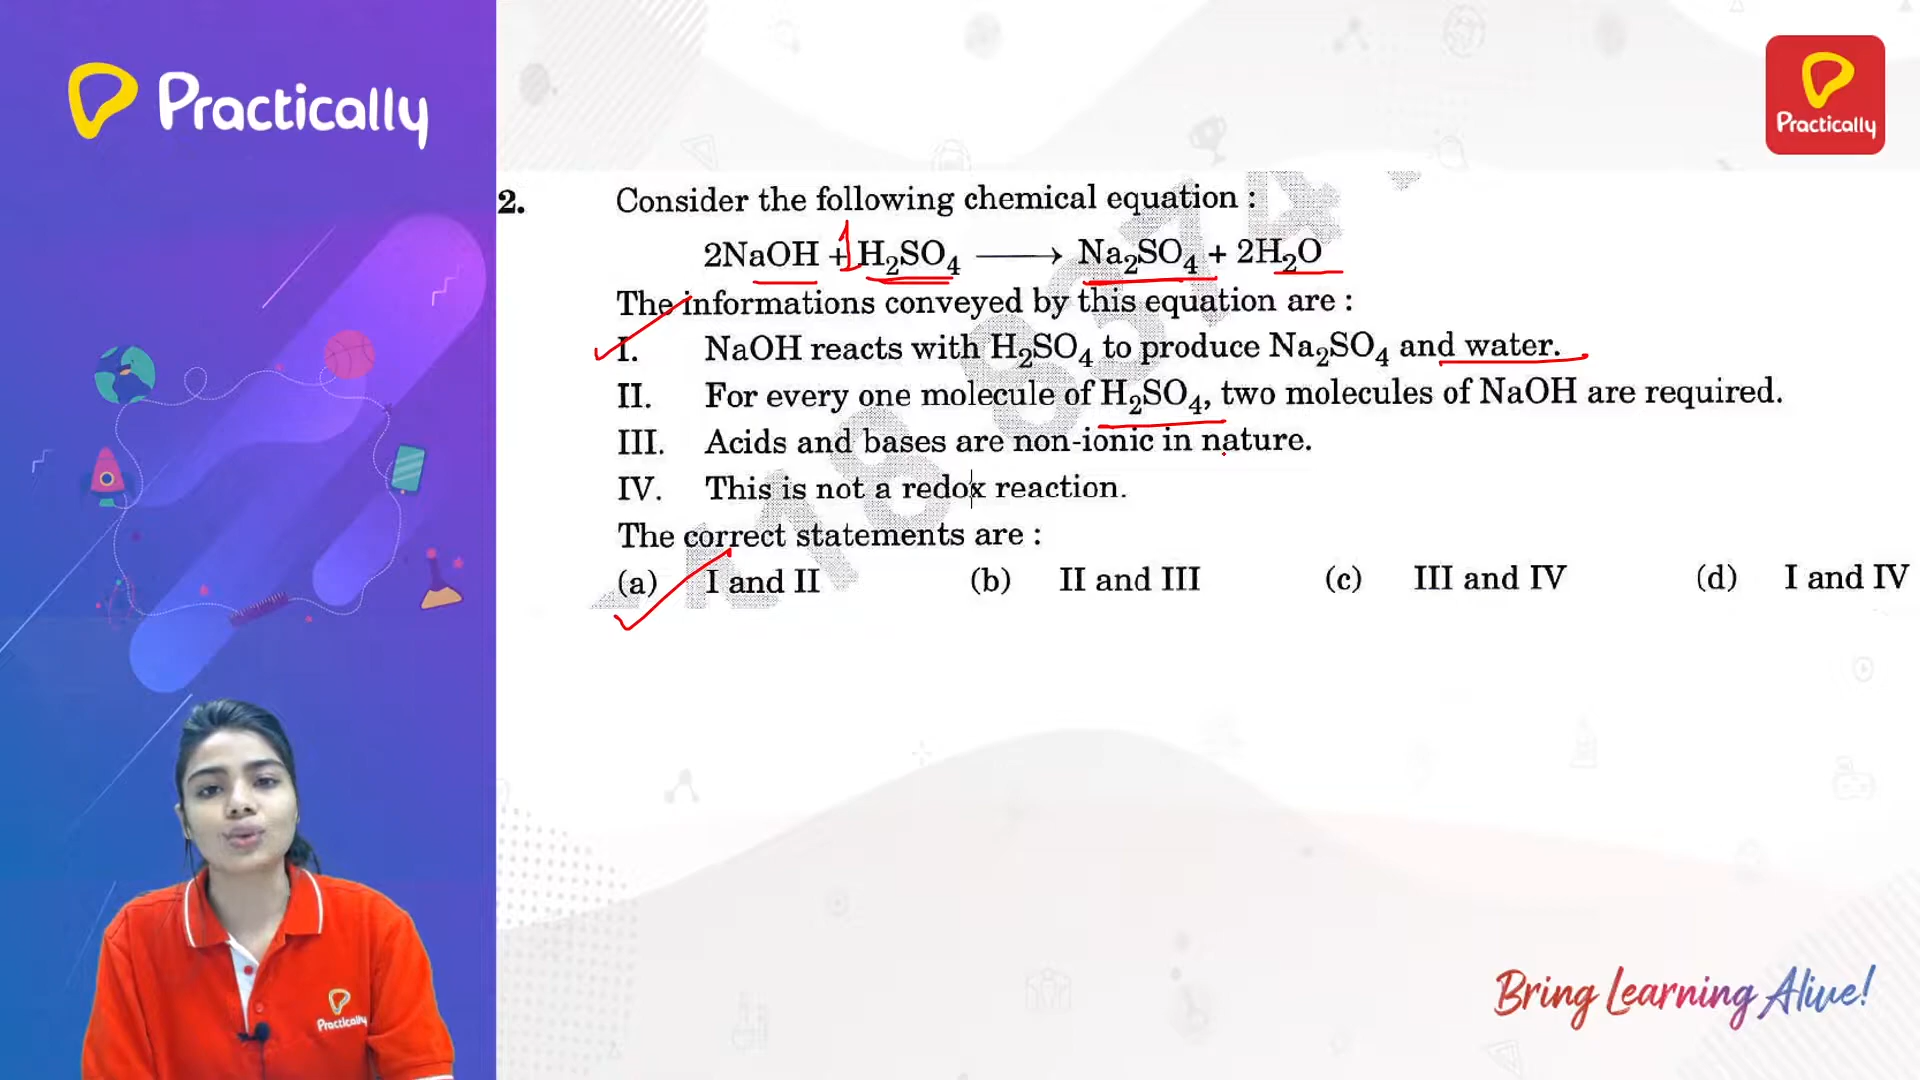 Practically
Practically
2. Consider the following chemical equation :
2NaOH + 1 H₂SO₄ ⟶ Na₂SO₄ + 2H₂O
The informations conveyed by this equation are :
I. NaOH reacts with H₂SO₄ to produce Na₂SO₄ and water.
II. For every one molecule of H₂SO₄, two molecules of NaOH are required.
III. Acids and bases are non-ionic in nature.
IV. This is not a redox reaction.
The correct statements are :
(a) I and II (b) II and III (c) III and IV (d) I and IV
Practically
Bring Learning Alive!